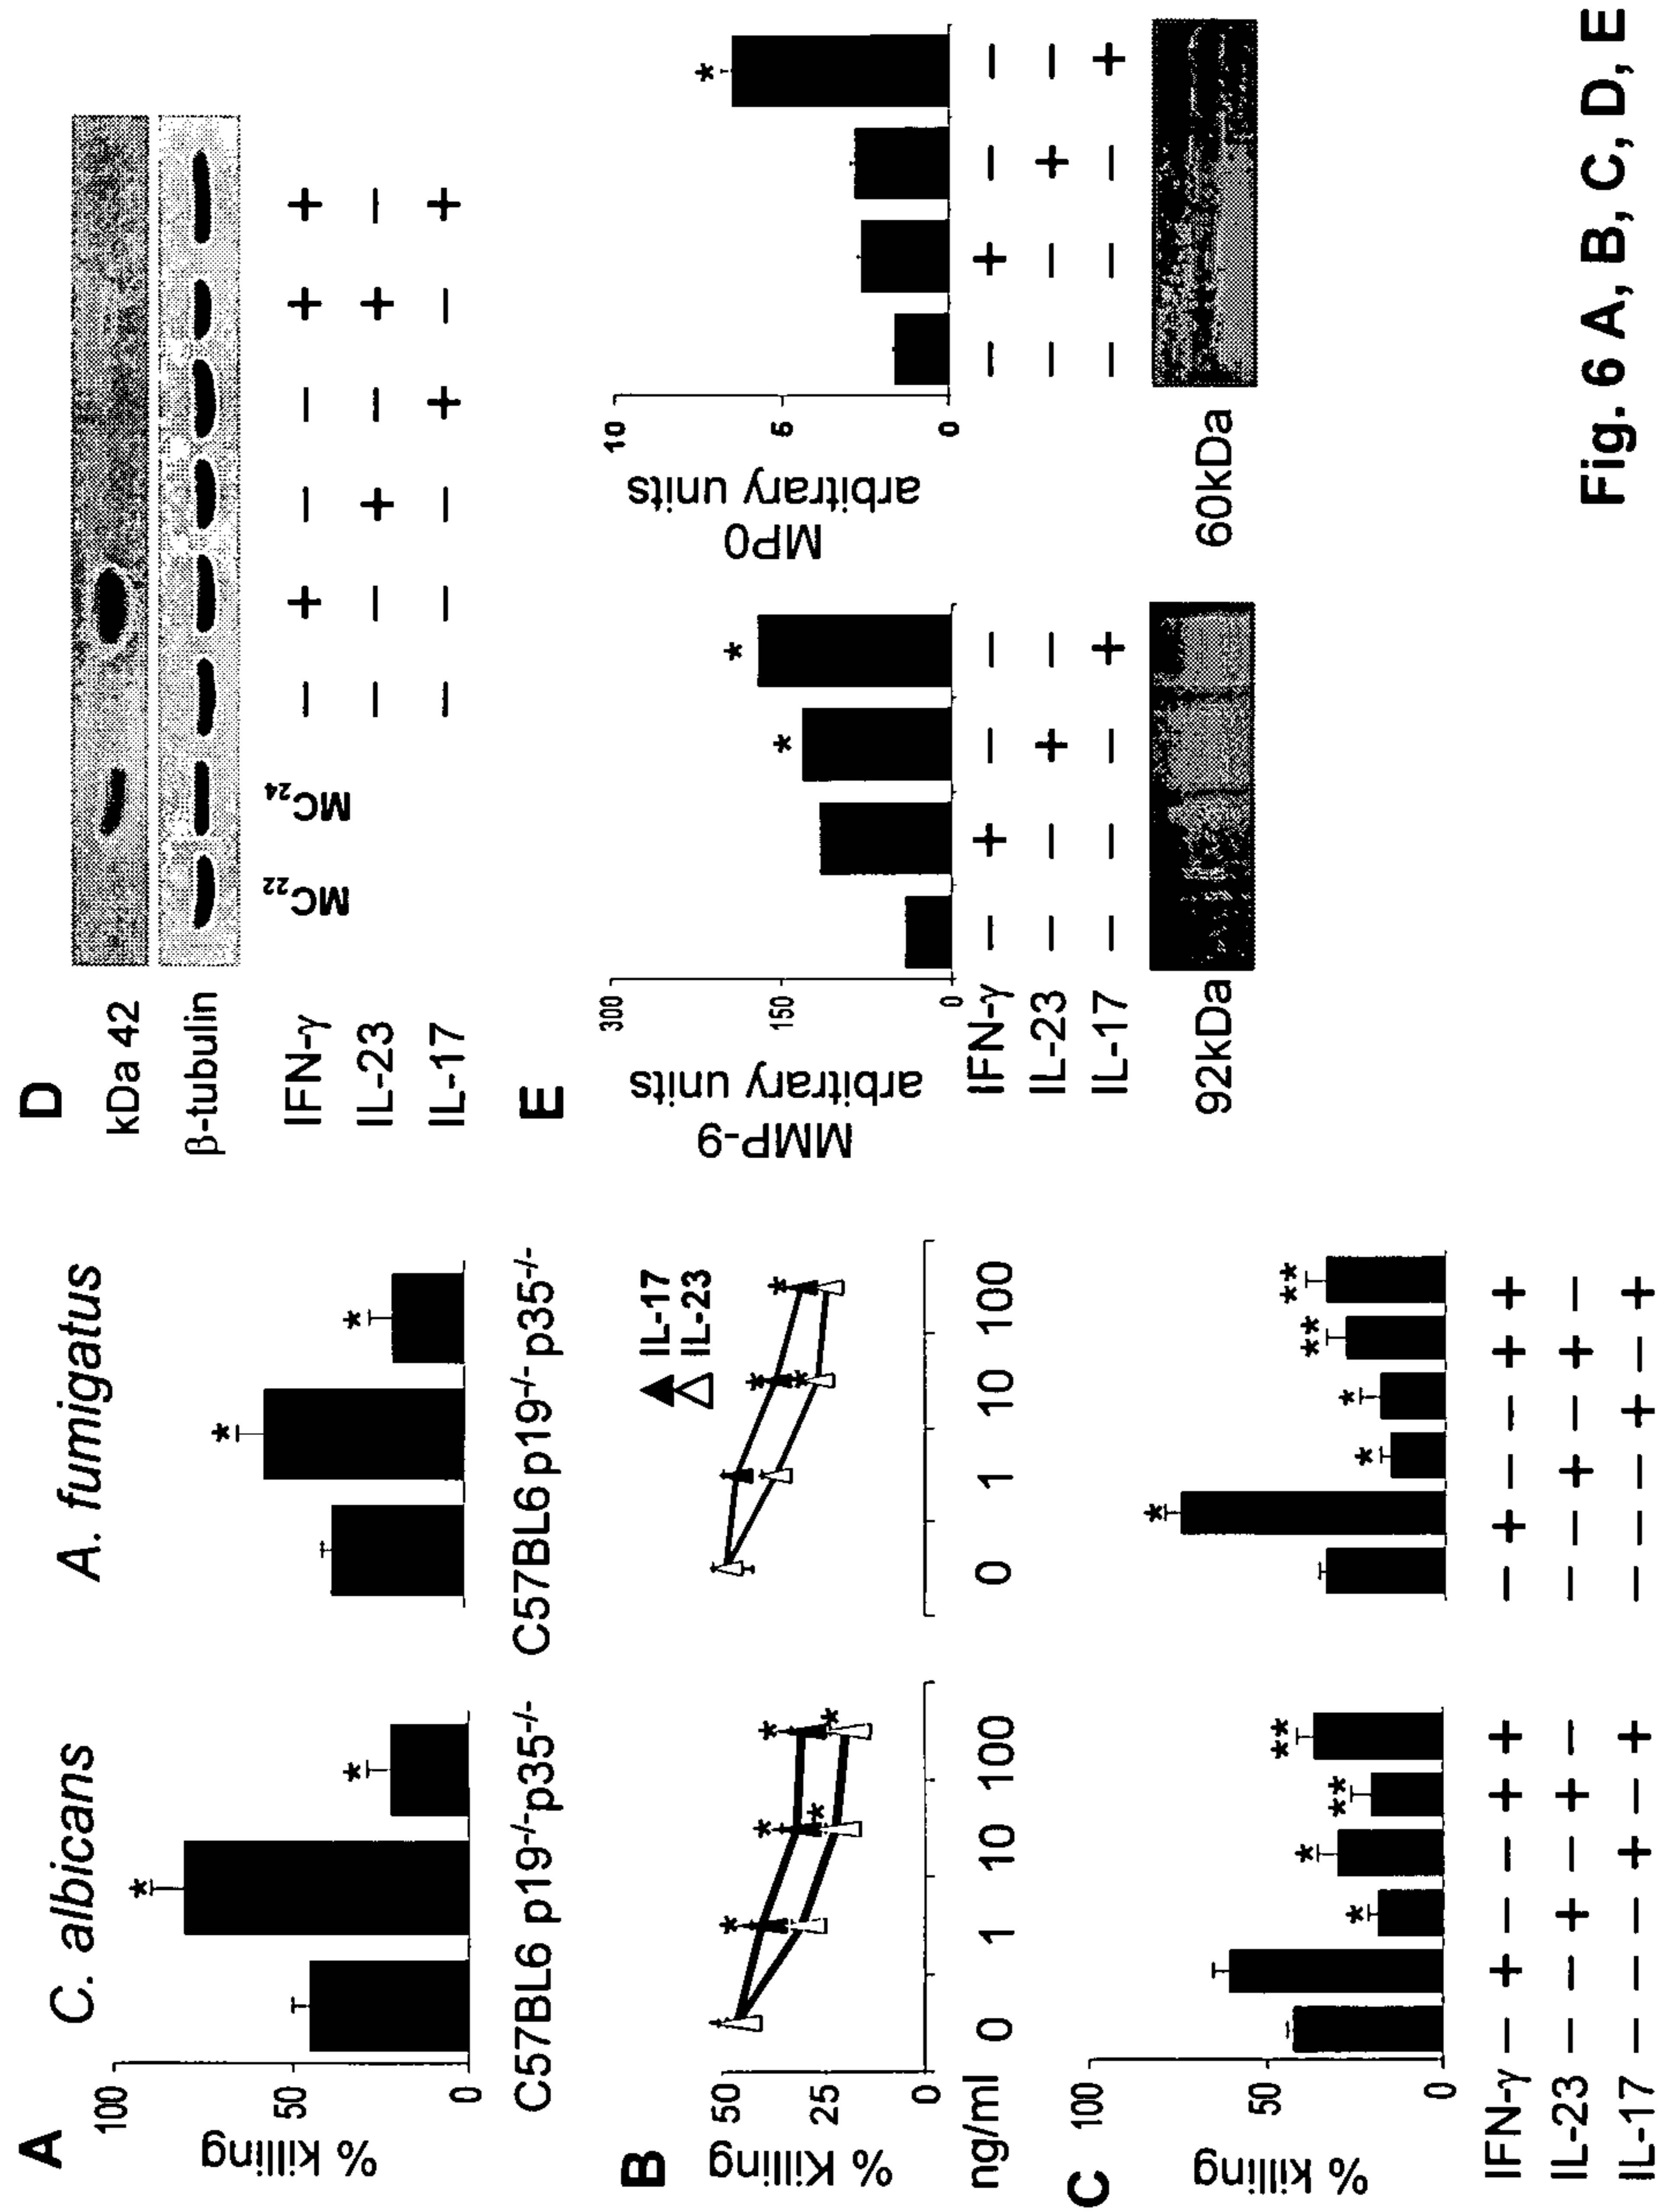 A
C. albicans
A. fumigatus
% killing
100
50
0
C57BL6 p19-/- p35-/-
C57BL6 p19-/- p35-/-
*
*
*
*
B
IL-17
IL-23
% Killing
50
25
0
ng/ml
0 1 10 100
0 1 10 100
* * * * *
* * *
C
% killing
100
50
0
* * ** **
* * * ** **
IFN-γ − + − − + + − + − − + +
IL-23 − − + − + − − − + − + −
IL-17 − − − + − + − − − + − +
D
kDa 42
β-tubulin
MC22 MC24
IFN-γ − + − − + +
IL-23 − − + − + −
IL-17 − − − + − +
E
MMP-9
arbitrary units
300
150
0
* *
MPO
arbitrary units
10
5
0
*
IFN-γ − + − − − + − −
IL-23 − − + − − − + −
IL-17 − − − + − − − +
92kDa
60kDa
Fig. 6 A, B, C, D, E